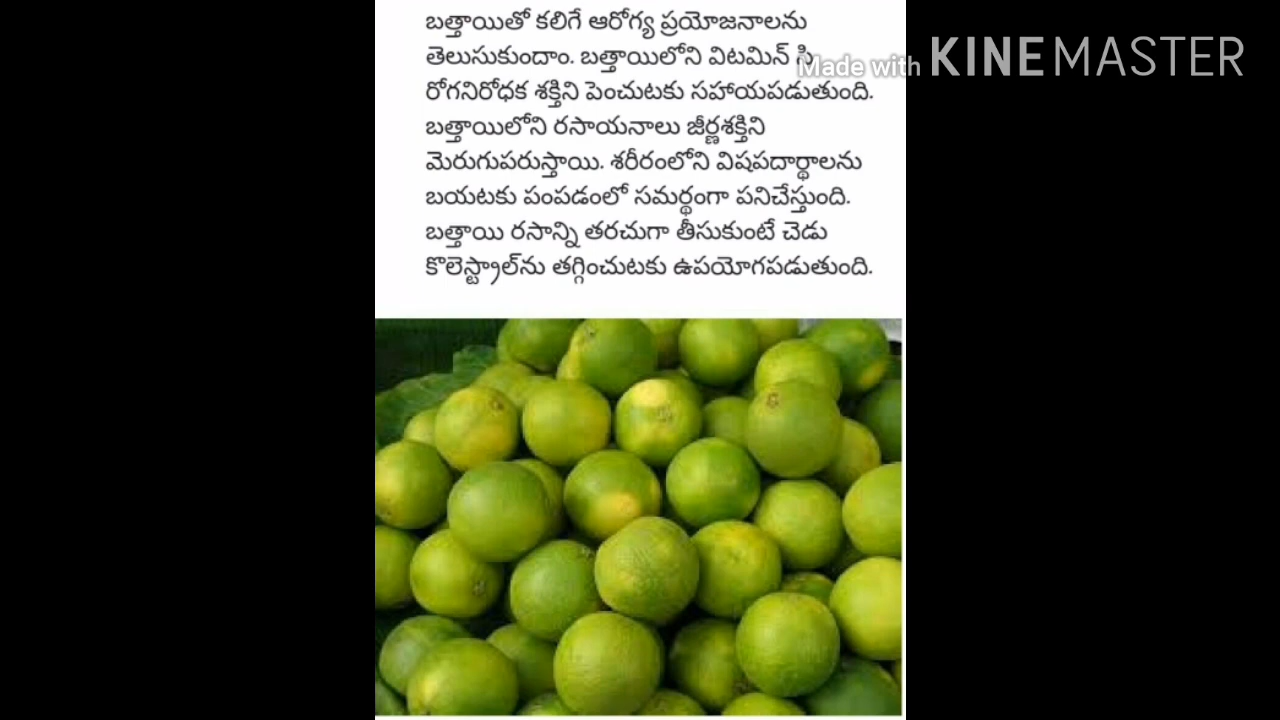 బత్తాయితో కలిగే ఆరోగ్య ప్రయోజనాలను
తెలుసుకుందాం. బత్తాయిలోని విటమిన్ సి
Made with KINEMASTER
రోగనిరోధక శక్తిని పెంచుటకు సహాయపడుతుంది.
బత్తాయిలోని రసాయనాలు జీర్ణశక్తిని
మెరుగుపరుస్తాయి. శరీరంలోని విషపదార్థాలను
బయటకు పంపడంలో సమర్థంగా పనిచేస్తుంది.
బత్తాయి రసాన్ని తరచుగా తీసుకుంటే చెడు
కొలెస్ట్రాల్‌ను తగ్గించుటకు ఉపయోగపడుతుంది.